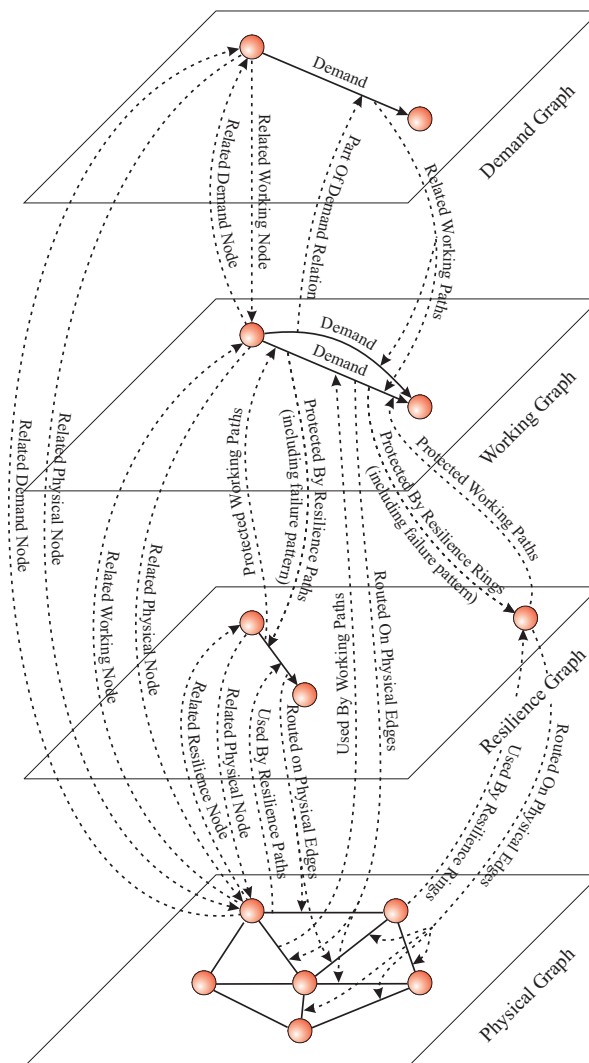 Demand
Demand Graph
Related Demand Node
Related Working Node
Part Of Demand Relation
Related Working Paths
Demand
Demand
Working Graph
Related Demand Node
Related Physical Node
Related Working Node
Related Physical Node
Protected Working Paths
Protected By Resilience Paths
(including failure pattern)
Used By Working Paths
Routed On Physical Edges
Protected By Resilience Rings
(including failure pattern)
Protected Working Paths
Resilience Graph
Related Resilience Node
Related Physical Node
Used By Resilience Paths
Routed on Physical Edges
Used By Resilience Rings
Routed On Physical Edges
Physical Graph